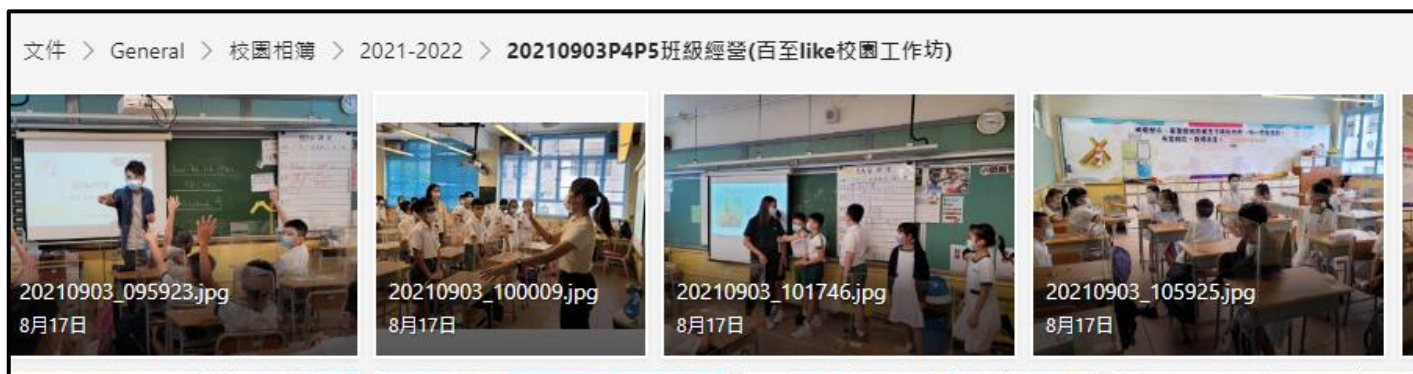 文件 > General > 校園相簿 > 2021-2022 > 20210903P4P5班級經營(百至like校園工作坊)
20210903_095923.jpg
8月17日
20210903_100009.jpg
8月17日
20210903_101746.jpg
8月17日
20210903_105925.jpg
8月17日